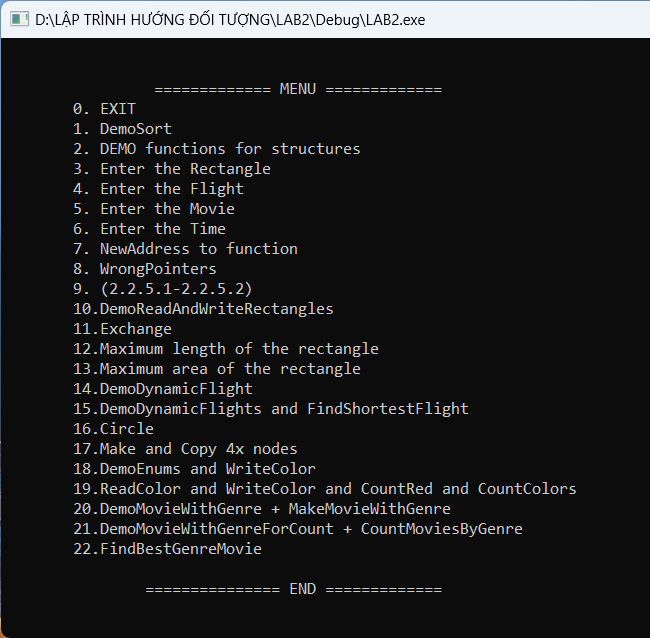 D:\LẬP TRÌNH HƯỚNG ĐỐI TƯỢNG\LAB2\Debug\LAB2.exe
============= MENU =============
0. EXIT
1. DemoSort
2. DEMO functions for structures
3. Enter the Rectangle
4. Enter the Flight
5. Enter the Movie
6. Enter the Time
7. NewAddress to function
8. WrongPointers
9. (2.2.5.1-2.2.5.2)
10.DemoReadAndWriteRectangles
11.Exchange
12.Maximum length of the rectangle
13.Maximum area of the rectangle
14.DemoDynamicFlight
15.DemoDynamicFlights and FindShortestFlight
16.Circle
17.Make and Copy 4x nodes
18.DemoEnums and WriteColor
19.ReadColor and WriteColor and CountRed and CountColors
20.DemoMovieWithGenre + MakeMovieWithGenre
21.DemoMovieWithGenreForCount + CountMoviesByGenre
22.FindBestGenreMovie
=============== END =============